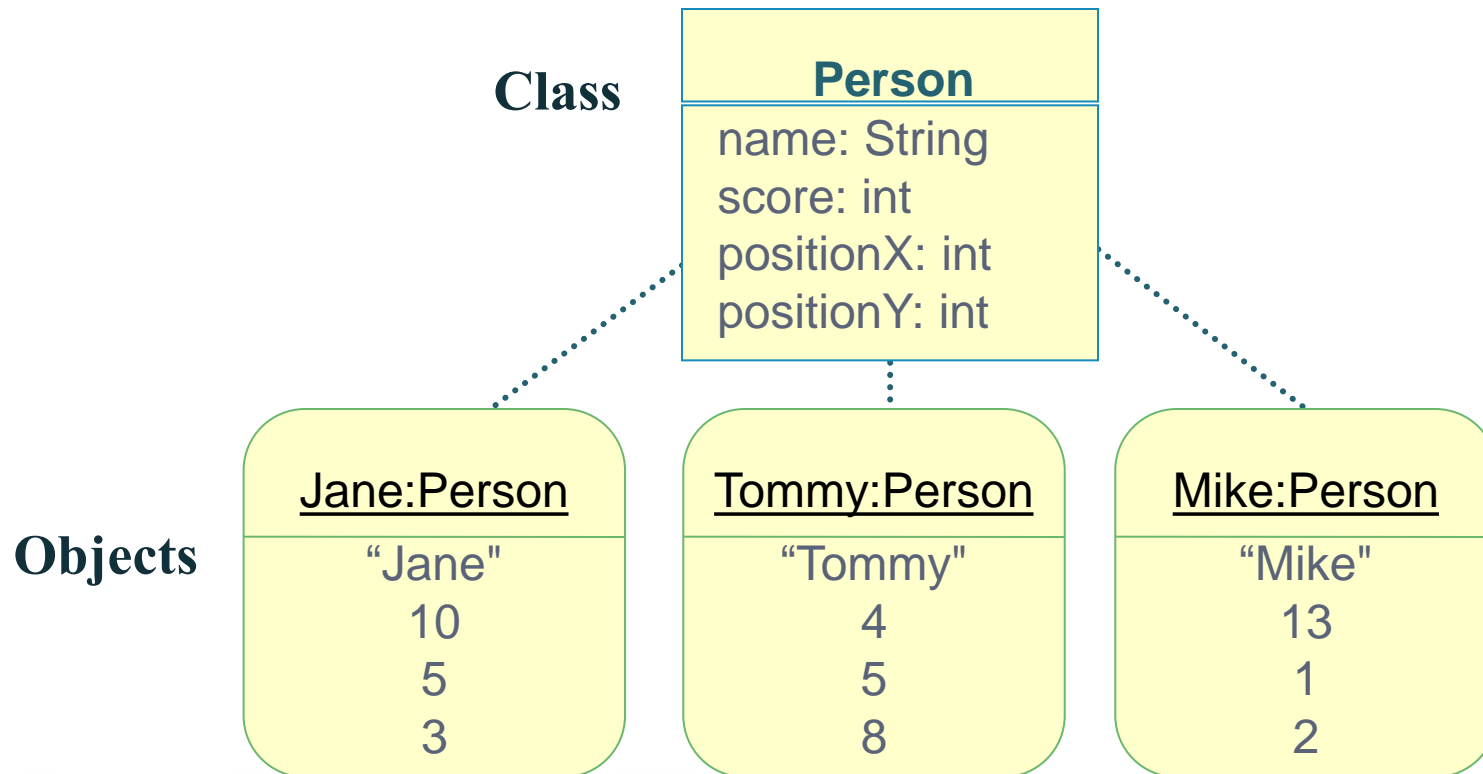 Class
Person
name: String
score: int
positionX: int
positionY: int
Objects
Jane:Person
“Jane"
10
5
3
Tommy:Person
“Tommy"
4
5
8
Mike:Person
“Mike"
13
1
2